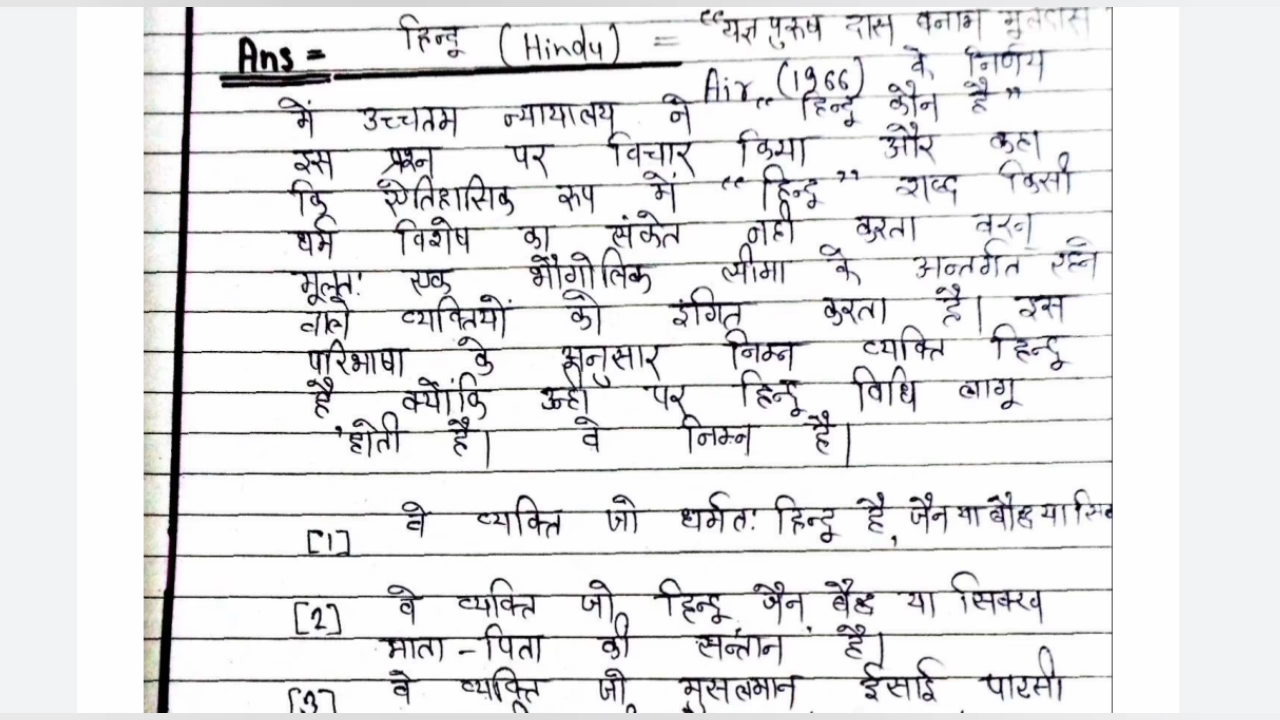 Ans = हिन्दू (Hindu) = "यज्ञ पुरुष दास बनाम मूलदास
Air (1966) के निर्णय
में उच्चतम न्यायालय ने "हिन्दू कौन है"
इस प्रश्न पर विचार किया और कहा
कि ऐतिहासिक रूप में "हिन्दू" शब्द किसी
धर्म विशेष का संकेत नही करता वरन्
मूलत: एक भौगोलिक सीमा के अन्तर्गत रहने
वाले व्यक्तियों को इंगित करता है। इस
परिभाषा के अनुसार निम्न व्यक्ति हिन्दू
है क्योंकि उन्ही पर हिन्दू विधि लागू
होती है। वे निम्न है।
[1] वे व्यक्ति जो धर्मत: हिन्दू है, जैन या बौद्ध या
[2] वे व्यक्ति जो हिन्दू, जैन, बौद्ध या सिक्ख
माता-पिता की सन्तान है।
[3] वे व्यक्ति जो मुसलमान ईसाई पारसी